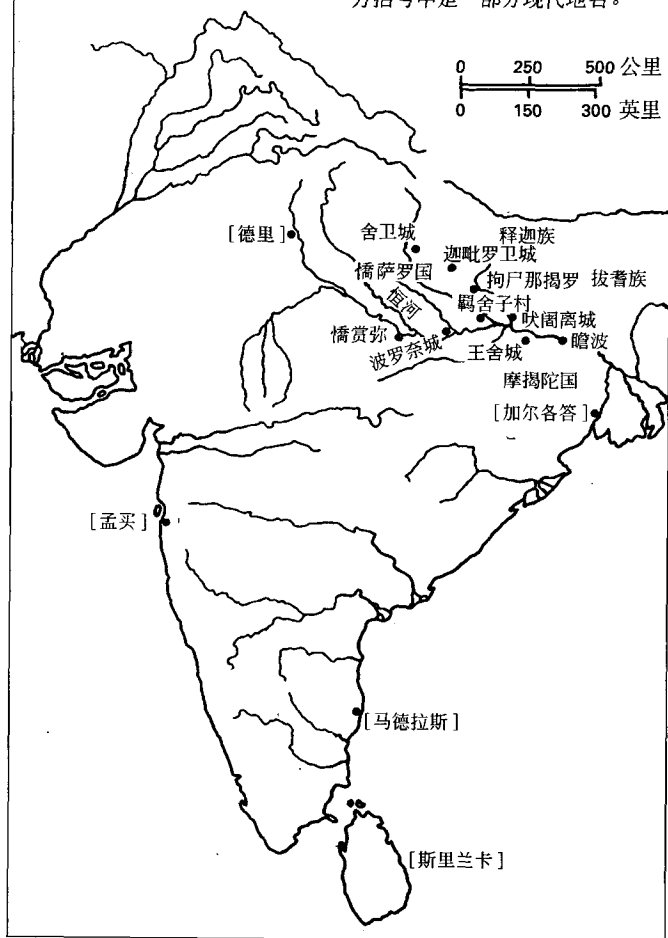 方括号中是一部分现代地名。
0 250 500 公里
0 150 300 英里
[德里]
舍卫城
释迦族
迦毗罗卫城
憍萨罗国
拘尸那揭罗
拔耆族
恒河
羁舍子村
吠阇离城
憍赏弥
波罗奈城
王舍城
瞻波
摩揭陀国
[加尔各答]
[孟买]
[马德拉斯]
[斯里兰卡]